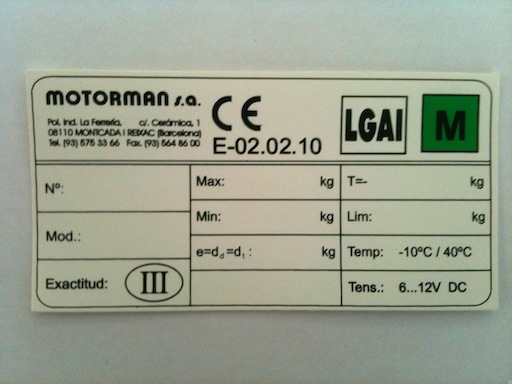 MOTORMAN s.a.
Pol. Ind. La Ferrería. c/. Cerámica, 1
08110 MONTCADA I REIXAC (Barcelona)
Tel. (93) 575 33 66 Fax. (93) 564 86 00
CE
E-02.02.10
LGAI
M
Nº:
Mod.:
Exactitud: III
Max: kg
Min: kg
e=dd=d1 : kg
T=- kg
Lim: kg
Temp: -10ºC / 40ºC
Tens.: 6...12V DC